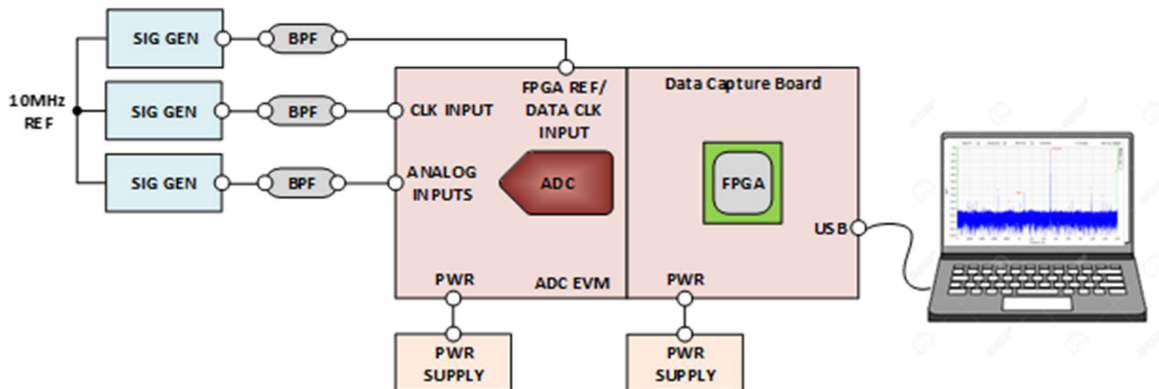 SIG GEN
BPF
10MHz
REF
SIG GEN
BPF
SIG GEN
BPF
CLK INPUT
ANALOG
INPUTS
FPGA REF/
DATA CLK
INPUT
ADC
PWR
ADC EVM
Data Capture Board
FPGA
USB
PWR
PWR
SUPPLY
PWR
SUPPLY